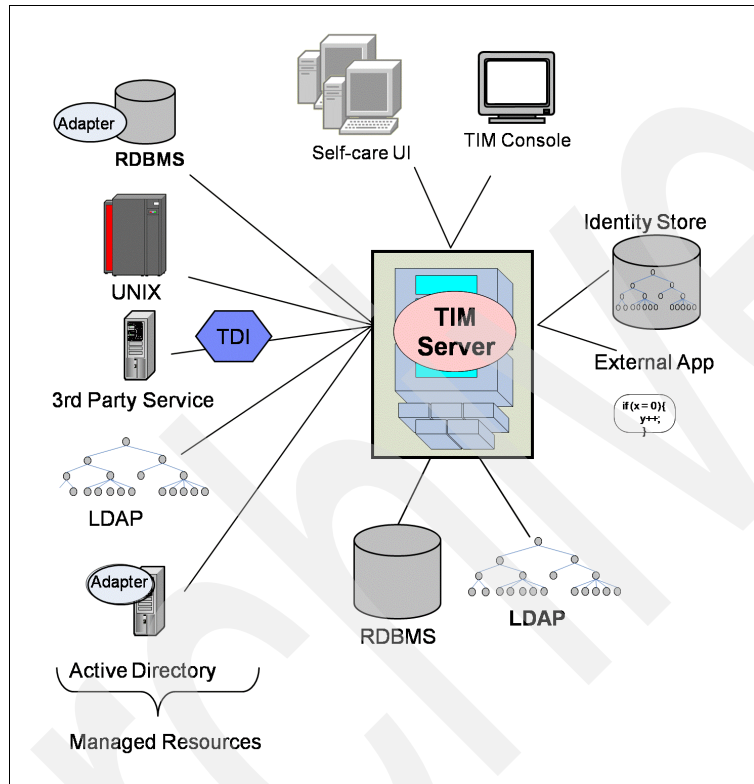 Adapter
RDBMS
Self-care UI
TIM Console
UNIX
TDI
3rd Party Service
LDAP
Adapter
Active Directory
Managed Resources
TIM
Server
Identity Store
External App
if(x = 0){
y++;
}
RDBMS
LDAP